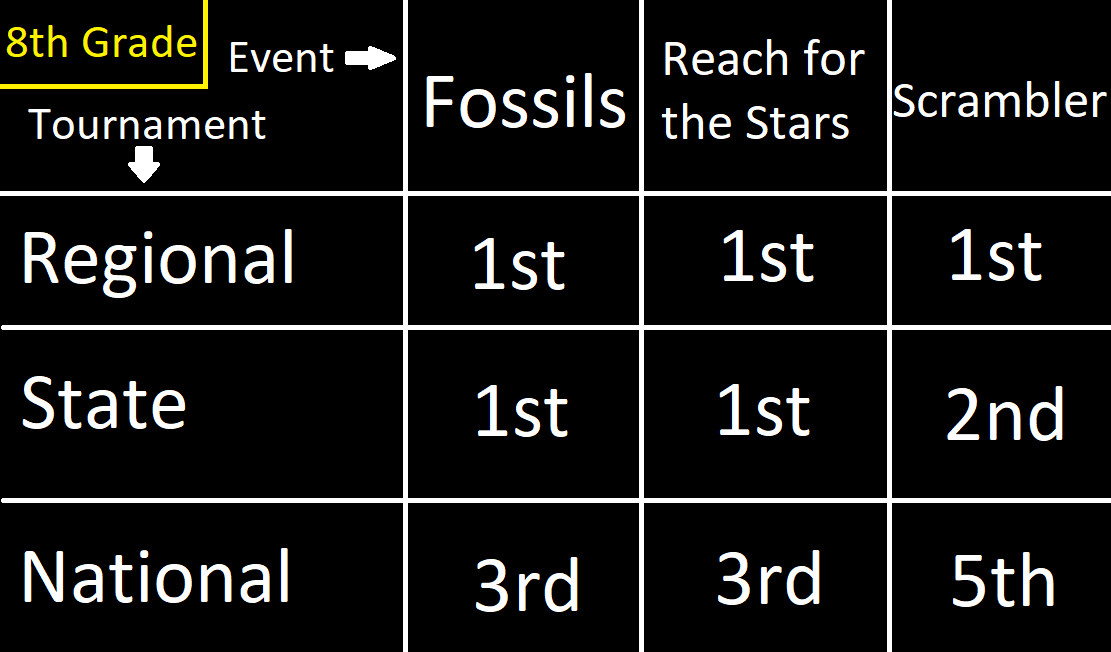 8th Grade
Event
Tournament
Fossils
Reach for
the Stars
Scrambler
Regional
1st
1st
1st
State
1st
1st
2nd
National
3rd
3rd
5th